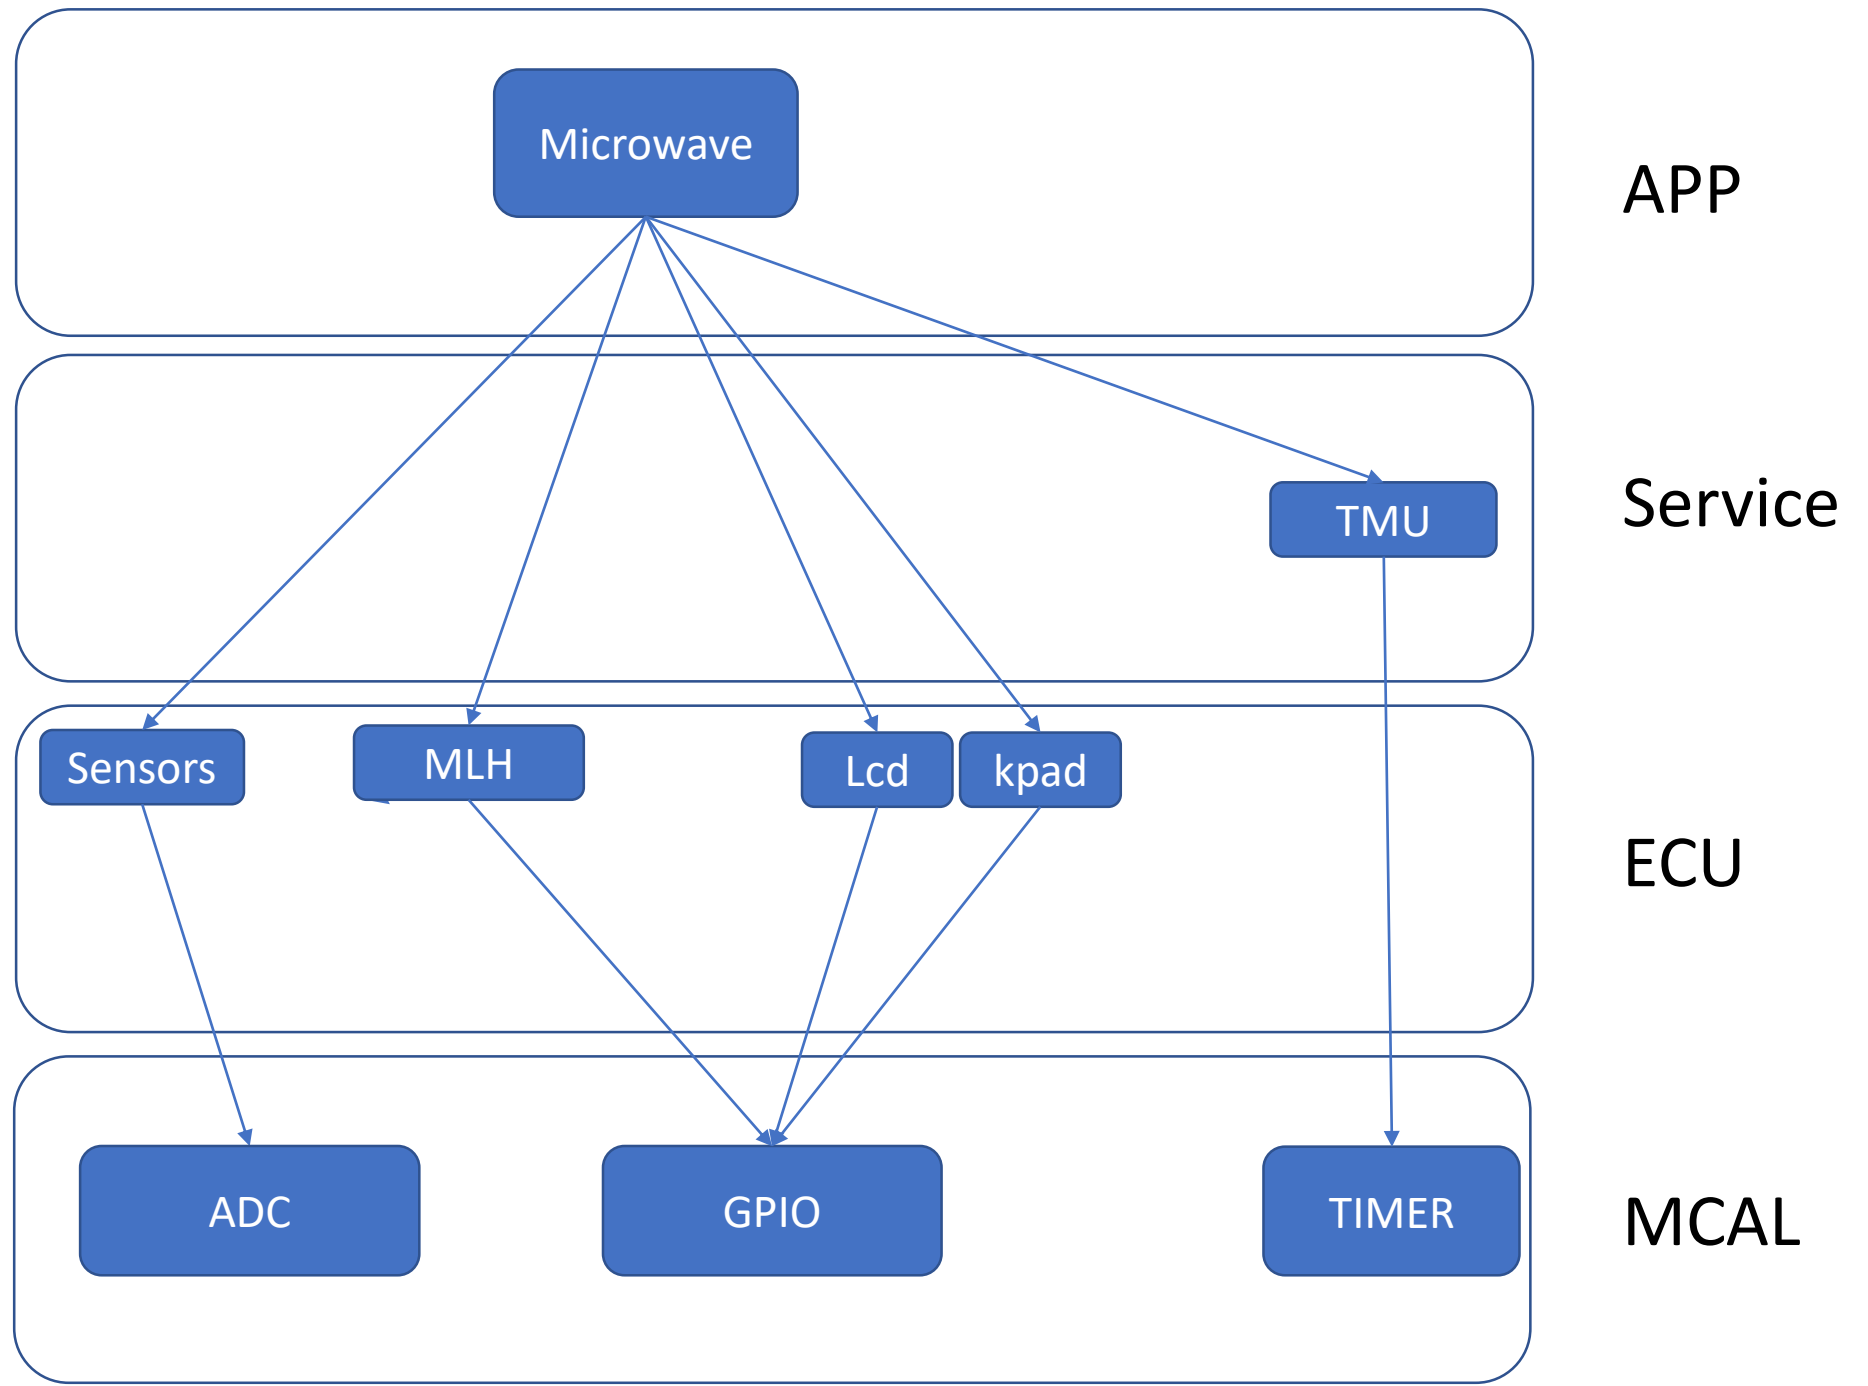 Microwave
APP
TMU
Service
Sensors
MLH
Lcd
kpad
ECU
ADC
GPIO
TIMER
MCAL